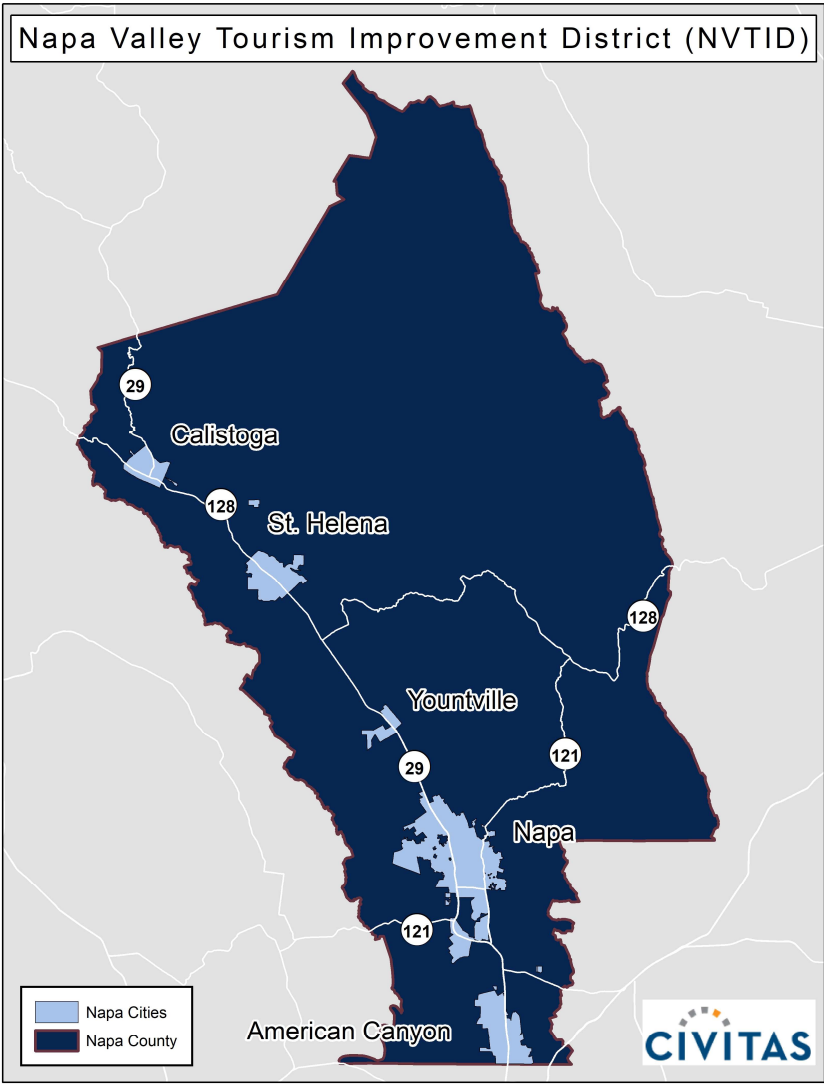 Napa Valley Tourism Improvement District (NVTID)
29
Calistoga
128
St. Helena
128
Yountville
29
121
Napa
121
American Canyon
Napa Cities
Napa County
CIVITAS